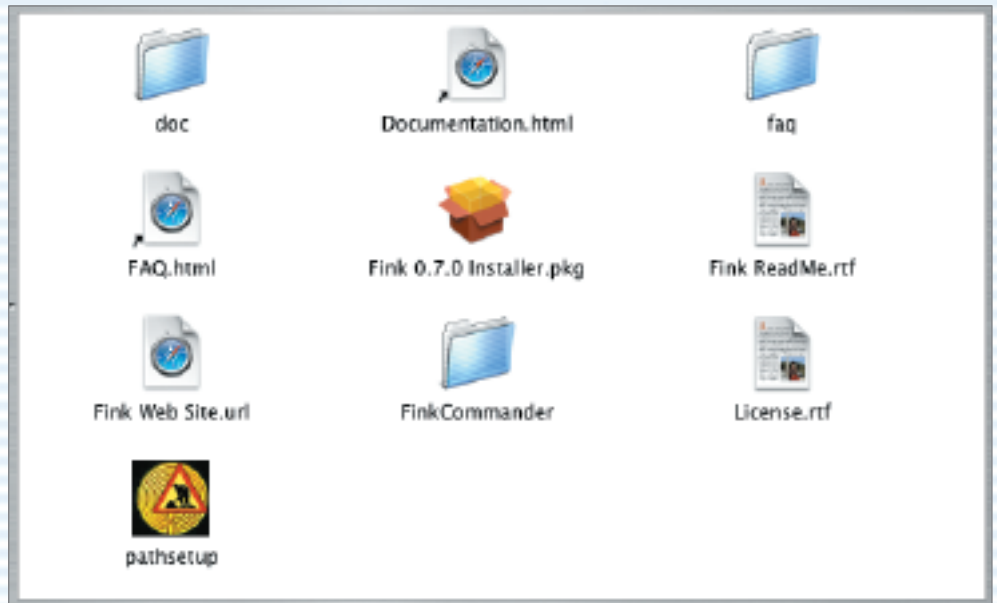 doc
Documentation.html
faq
FAQ.html
Fink 0.7.0 Installer.pkg
Fink ReadMe.rtf
Fink Web Site.url
FinkCommander
License.rtf
pathsetup